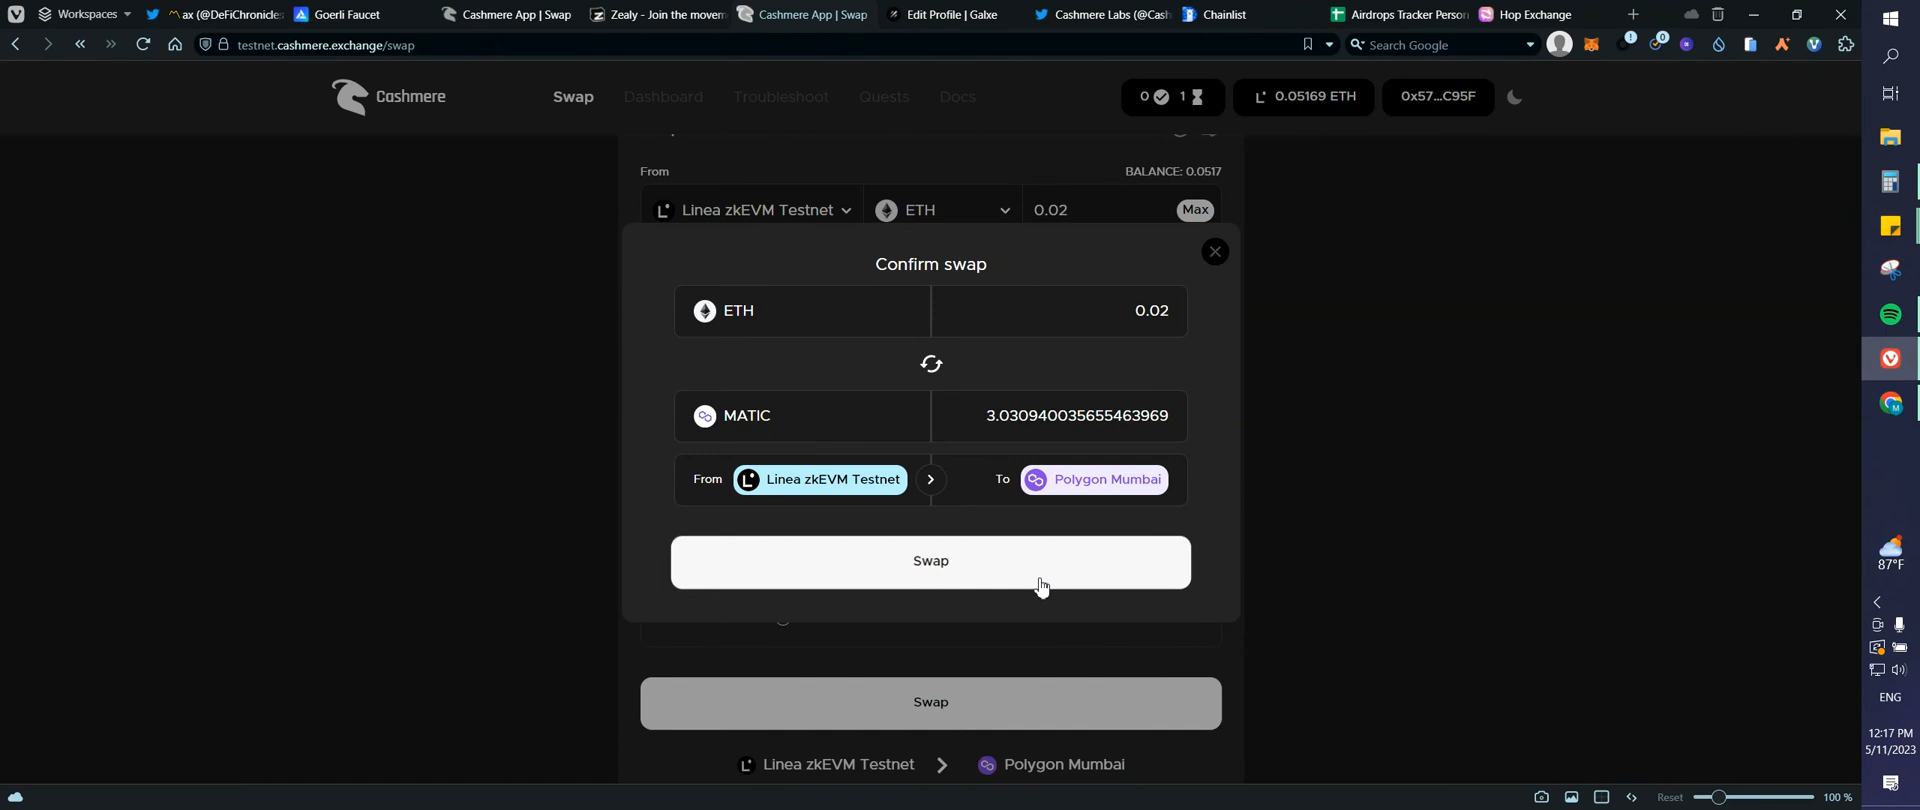 Workspaces
ax (@DeFiChronicle
Goerli Faucet
Cashmere App | Swap
Zealy - Join the movem
Cashmere App | Swap
Edit Profile | Galxe
Cashmere Labs (@Cash
Chainlist
Airdrops Tracker Person
Hop Exchange
testnet.cashmere.exchange/swap
Search Google
Cashmere
Swap
Dashboard
Troubleshoot
Quests
Docs
0
1
0.05169 ETH
0x57...C95F
From
BALANCE: 0.0517
Linea zkEVM Testnet
ETH
0.02
Max
Confirm swap
ETH
0.02
MATIC
3.030940035655463969
From
Linea zkEVM Testnet
To
Polygon Mumbai
Swap
Swap
Linea zkEVM Testnet
Polygon Mumbai
87°F
ENG
12:17 PM
5/11/2023
Reset
100 %